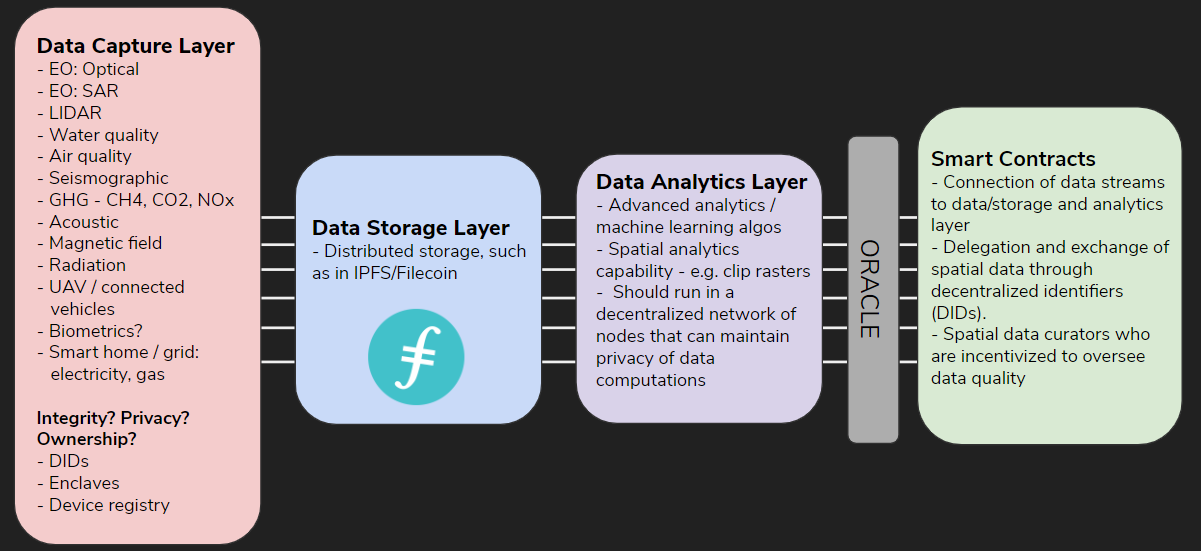 Data Capture Layer
- EO: Optical
- EO: SAR
- LIDAR
- Water quality
- Air quality
- Seismographic
- GHG - CH4, CO2, NOx
- Acoustic
- Magnetic field
- Radiation
- UAV / connected
vehicles
- Biometrics?
- Smart home / grid:
electricity, gas
Integrity? Privacy?
Ownership?
- DIDs
- Enclaves
- Device registry
Data Storage Layer
- Distributed storage, such
as in IPFS/Filecoin
Data Analytics Layer
- Advanced analytics /
machine learning algos
- Spatial analytics
capability - e.g. clip rasters
- Should run in a
decentralized network of
nodes that can maintain
privacy of data
computations
ORACLE
Smart Contracts
- Connection of data streams
to data/storage and analytics
layer
- Delegation and exchange of
spatial data through
decentralized identifiers
(DIDs).
- Spatial data curators who
are incentivized to oversee
data quality